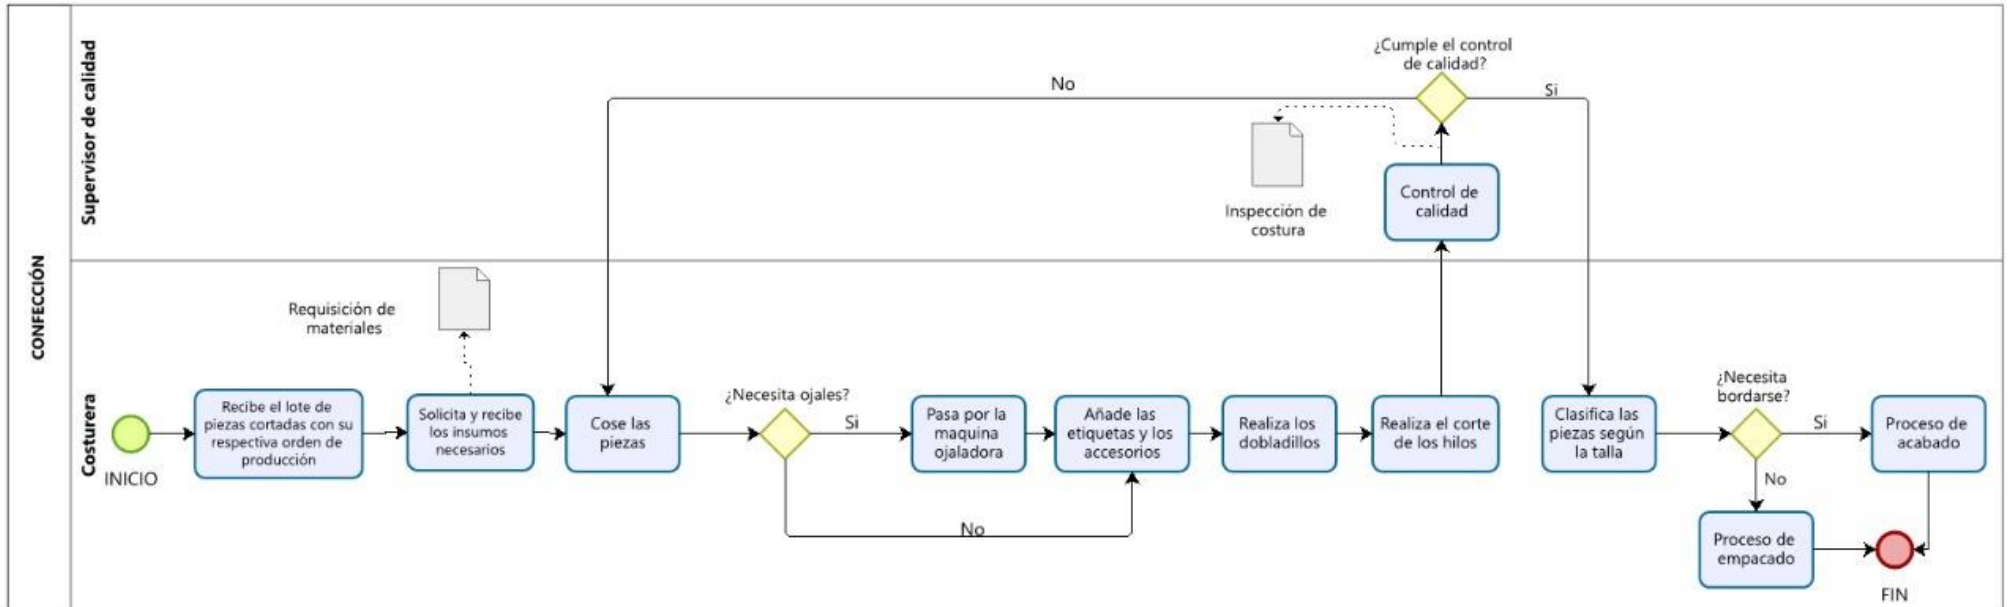 CONFECCIÓN
Supervisor de calidad
¿Cumple el control
de calidad?
No
Si
Inspección de
costura
Control de
calidad
Costurera
INICIO
Recibe el lote de
piezas cortadas con su
respectiva orden de
producción
Requisición de
materiales
Solicita y recibe
los insumos
necesarios
Cose las
piezas
¿Necesita ojales?
Si
No
Pasa por la
maquina
ojaladora
Añade las
etiquetas y los
accesorios
Realiza los
dobladillos
Realiza el corte
de los hilos
Clasifica las
piezas según
la talla
¿Necesita
bordarse?
Si
No
Proceso de
acabado
Proceso de
empacado
FIN